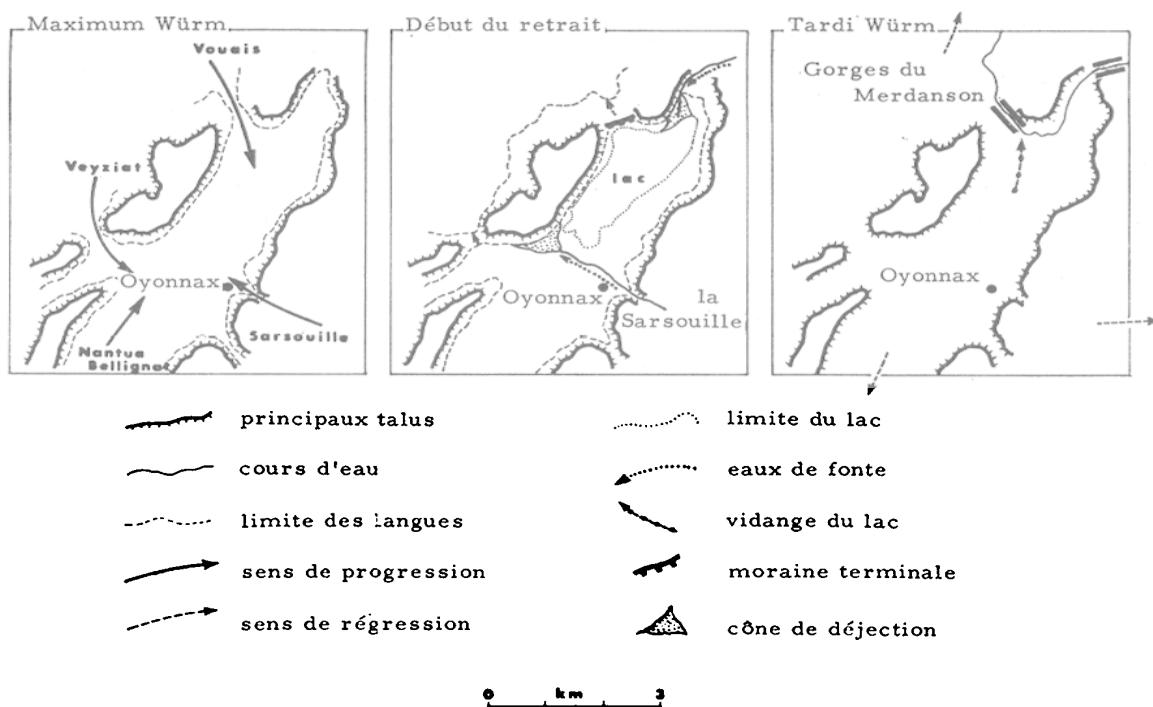 Maximum Würm
Vouais
Veyziat
Oyonnax
Sarsouille
Nantua
Bellignat
Début du retrait
lac
Oyonnax
la
Sarsouille
Tardi Würm
Gorges du
Merdanson
Oyonnax
principaux talus
cours d'eau
limite des langues
sens de progression
sens de régression
limite du lac
eaux de fonte
vidange du lac
moraine terminale
cône de déjection
0 km 3